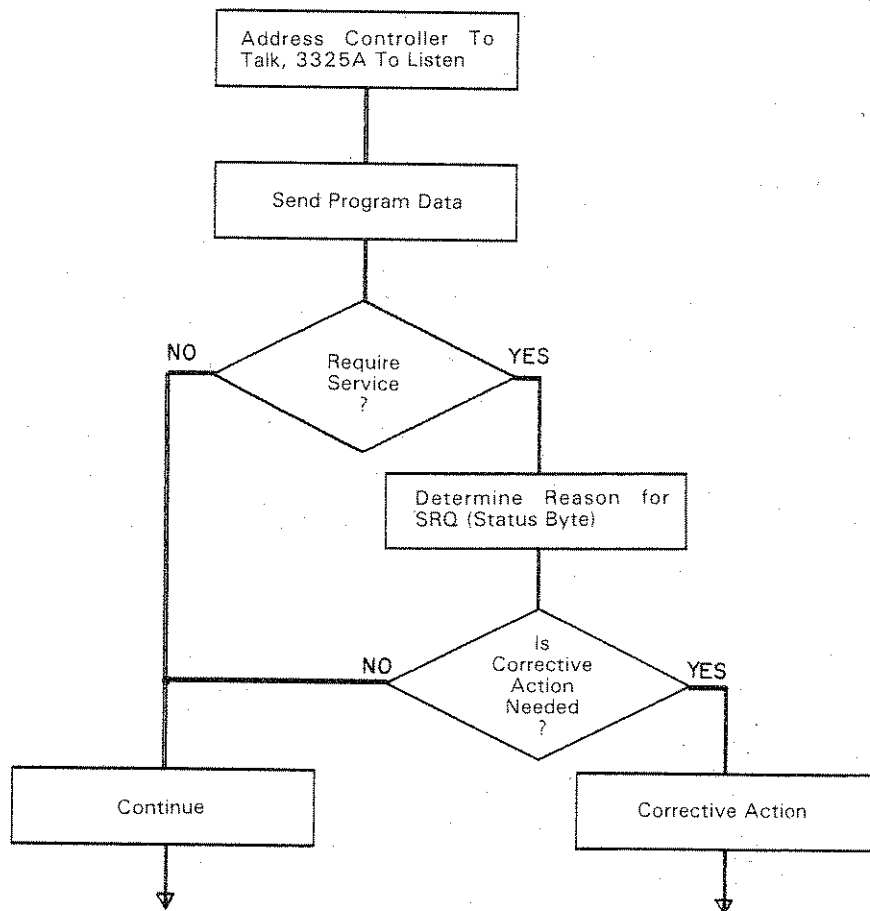 Address Controller To
Talk, 3325A To Listen
Send Program Data
NO
YES
Require
Service
?
Determine Reason for
SRQ (Status Byte)
NO
YES
Is
Corrective
Action
Needed
?
Continue
Corrective Action